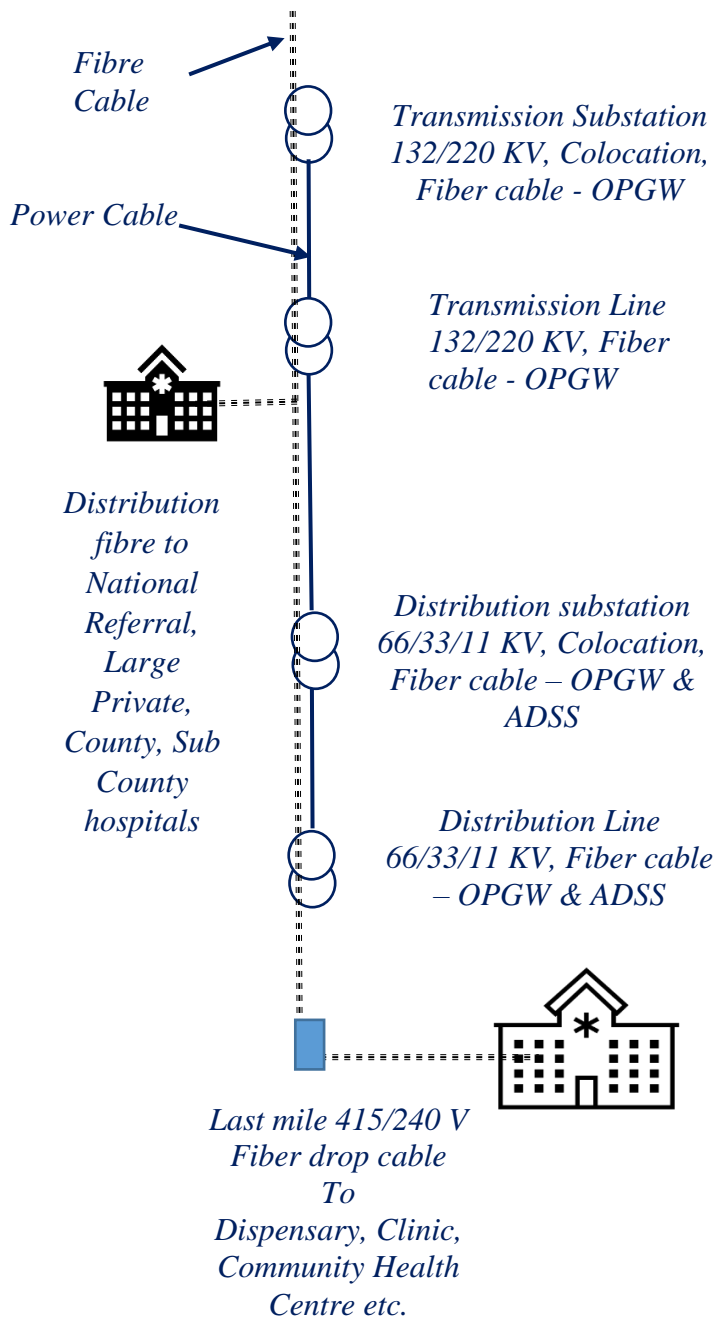 Fibre
Cable
Transmission Substation
132/220 KV, Colocation,
Fiber cable - OPGW
Power Cable
Transmission Line
132/220 KV, Fiber
cable - OPGW
Distribution
fibre to
National
Referral,
Large
Private,
County, Sub
County
hospitals
Distribution substation
66/33/11 KV, Colocation,
Fiber cable – OPGW &
ADSS
Distribution Line
66/33/11 KV, Fiber cable
– OPGW & ADSS
Last mile 415/240 V
Fiber drop cable
To
Dispensary, Clinic,
Community Health
Centre etc.